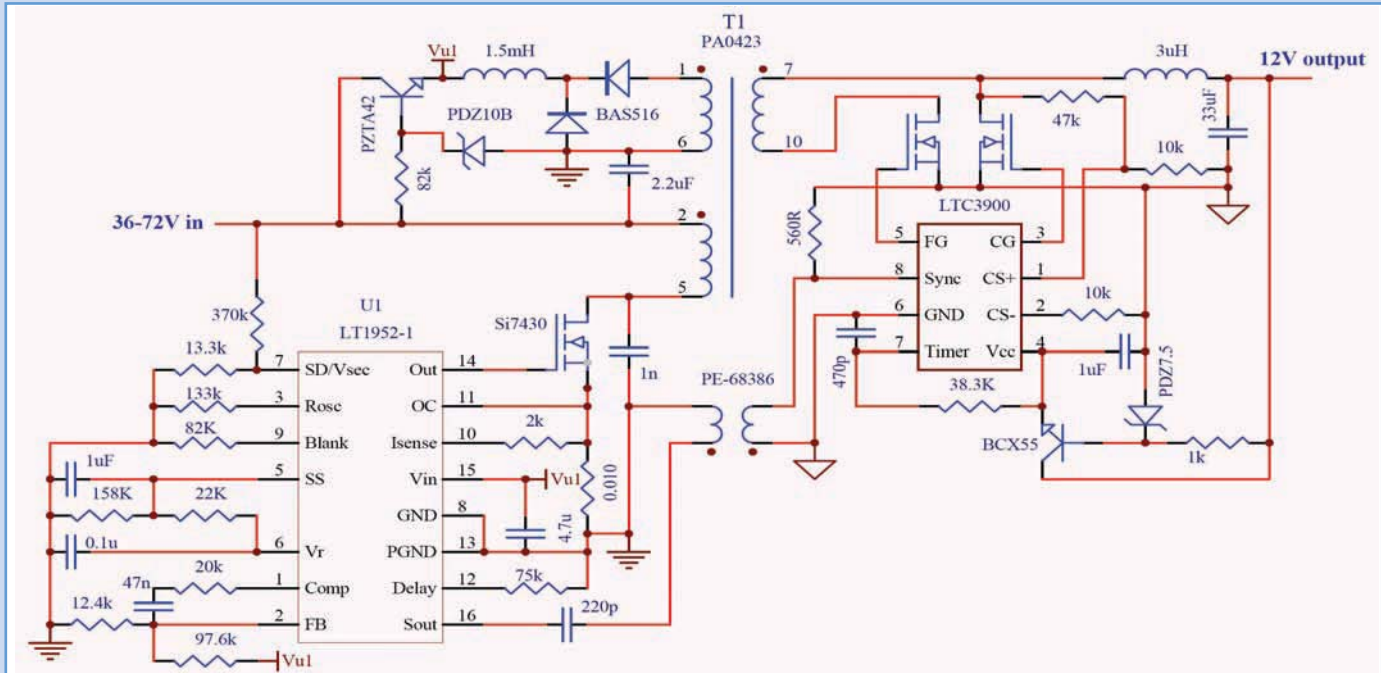 T1
PA0423
Vu1
1.5mH
1
7
3uH
12V output
PZTA42
PDZ10B
BAS516
47k
33uF
6
10
10k
82k
2.2uF
36-72V in
2
560R
LTC3900
5
FG
CG
3
8
Sync
CS+
1
370k
U1
LT1952-1
Si7430
5
6
GND
CS-
2
10k
13.3k
7
SD/Vsec
Out
14
1n
470p
7
Timer
Vcc
4
1uF
PDZ7.5
133k
3
Rosc
OC
11
PE-68386
38.3K
82K
9
Blank
Isense
10
2k
BCX55
1k
1uF
5
SS
Vin
15
Vu1
0.010
158K
22K
GND
8
4.7u
0.1u
6
Vr
PGND
13
47n
20k
1
Comp
Delay
12
75k
12.4k
2
FB
Sout
16
220p
97.6k
Vu1